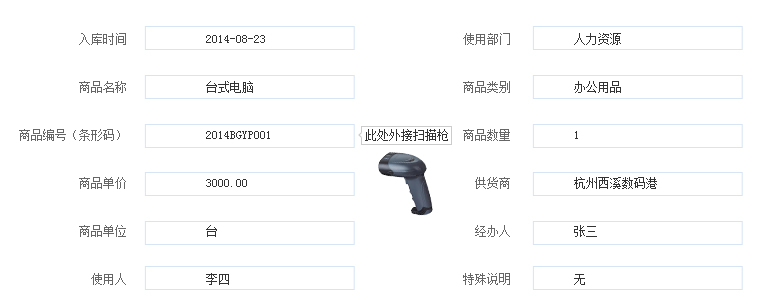 入库时间 2014-08-23 使用部门 人力资源
商品名称 台式电脑 商品类别 办公用品
商品编号（条形码） 2014BGYP001 此处外接扫描枪 商品数量 1
商品单价 3000.00 供货商 杭州西溪数码港
商品单位 台 经办人 张三
使用人 李四 特殊说明 无